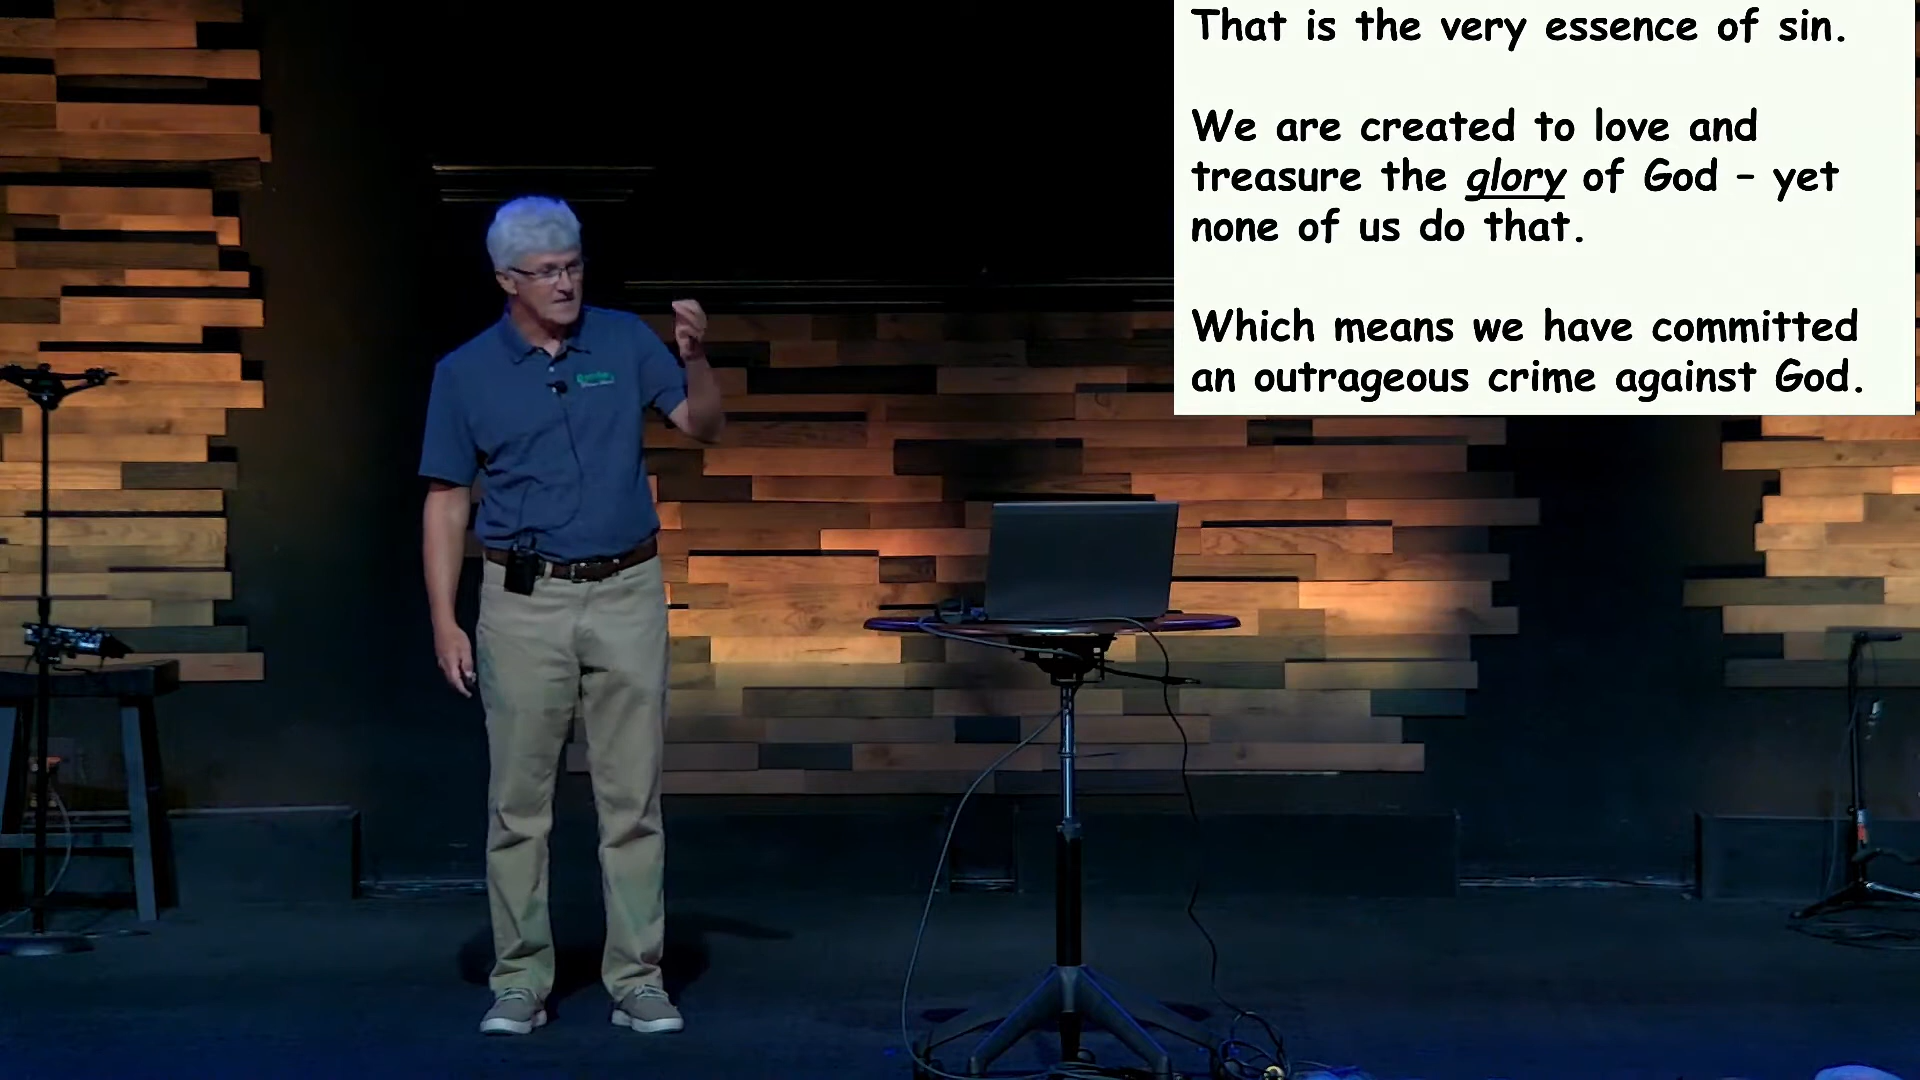 That is the very essence of sin.
We are created to love and
treasure the glory of God – yet
none of us do that.
Which means we have committed
an outrageous crime against God.